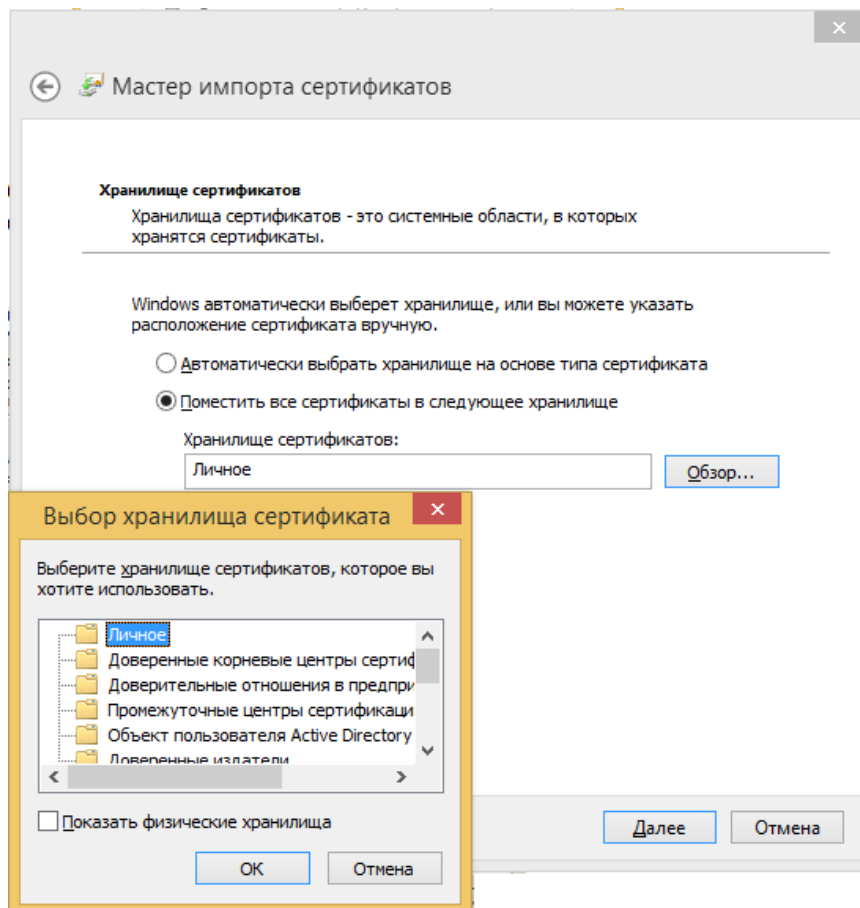 Мастер импорта сертификатов
Хранилище сертификатов
Хранилища сертификатов - это системные области, в которых
хранятся сертификаты.
Windows автоматически выберет хранилище, или вы можете указать
расположение сертификата вручную.
Автоматически выбрать хранилище на основе типа сертификата
Поместить все сертификаты в следующее хранилище
Хранилище сертификатов:
Личное
Обзор...
Выбор хранилища сертификата
Выберите хранилище сертификатов, которое вы
хотите использовать.
Личное
Доверенные корневые центры сертиф
Доверительные отношения в предпри
Промежуточные центры сертификаци
Объект пользователя Active Directory
Доверенные издатели
Показать физические хранилища
ОК
Отмена
Далее
Отмена